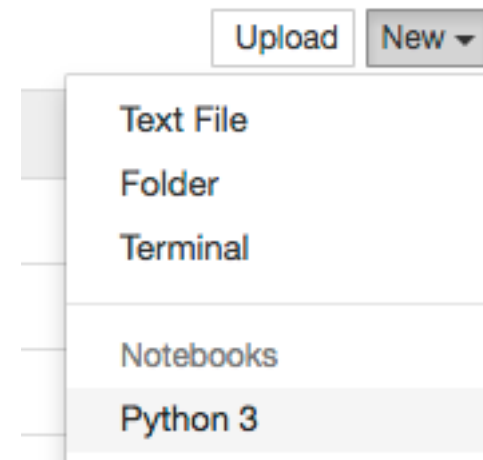 Upload New
Text File
Folder
Terminal
Notebooks
Python 3